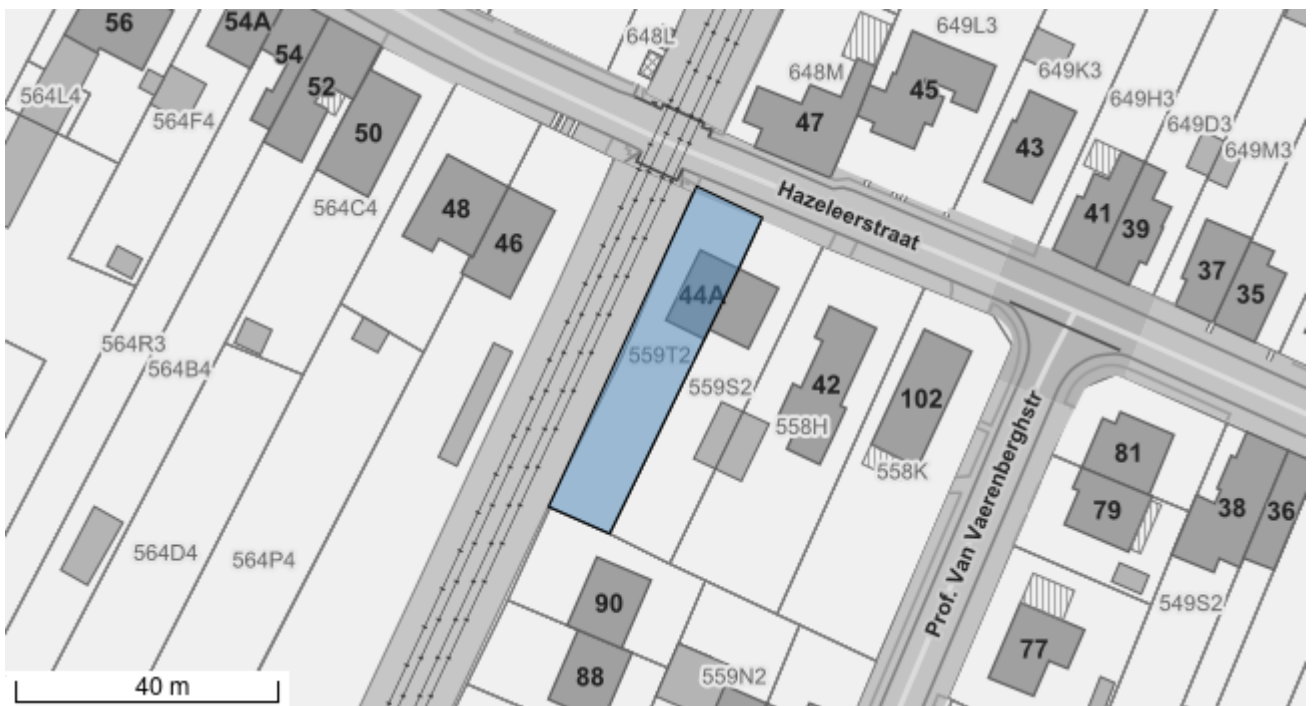 56
54A
54
52
50
564L4
564F4
564C4
48
46
648L
648M
47
649L3
45
649K3
43
649H3
649D3
649M3
41
39
37
35
Hazeleerstraat
44A
559T2
559S2
42
558H
102
558K
Prof. Van Vaerenberghstr
81
79
38
36
549S2
77
564R3
564B4
564D4
564P4
90
88
559N2
40 m